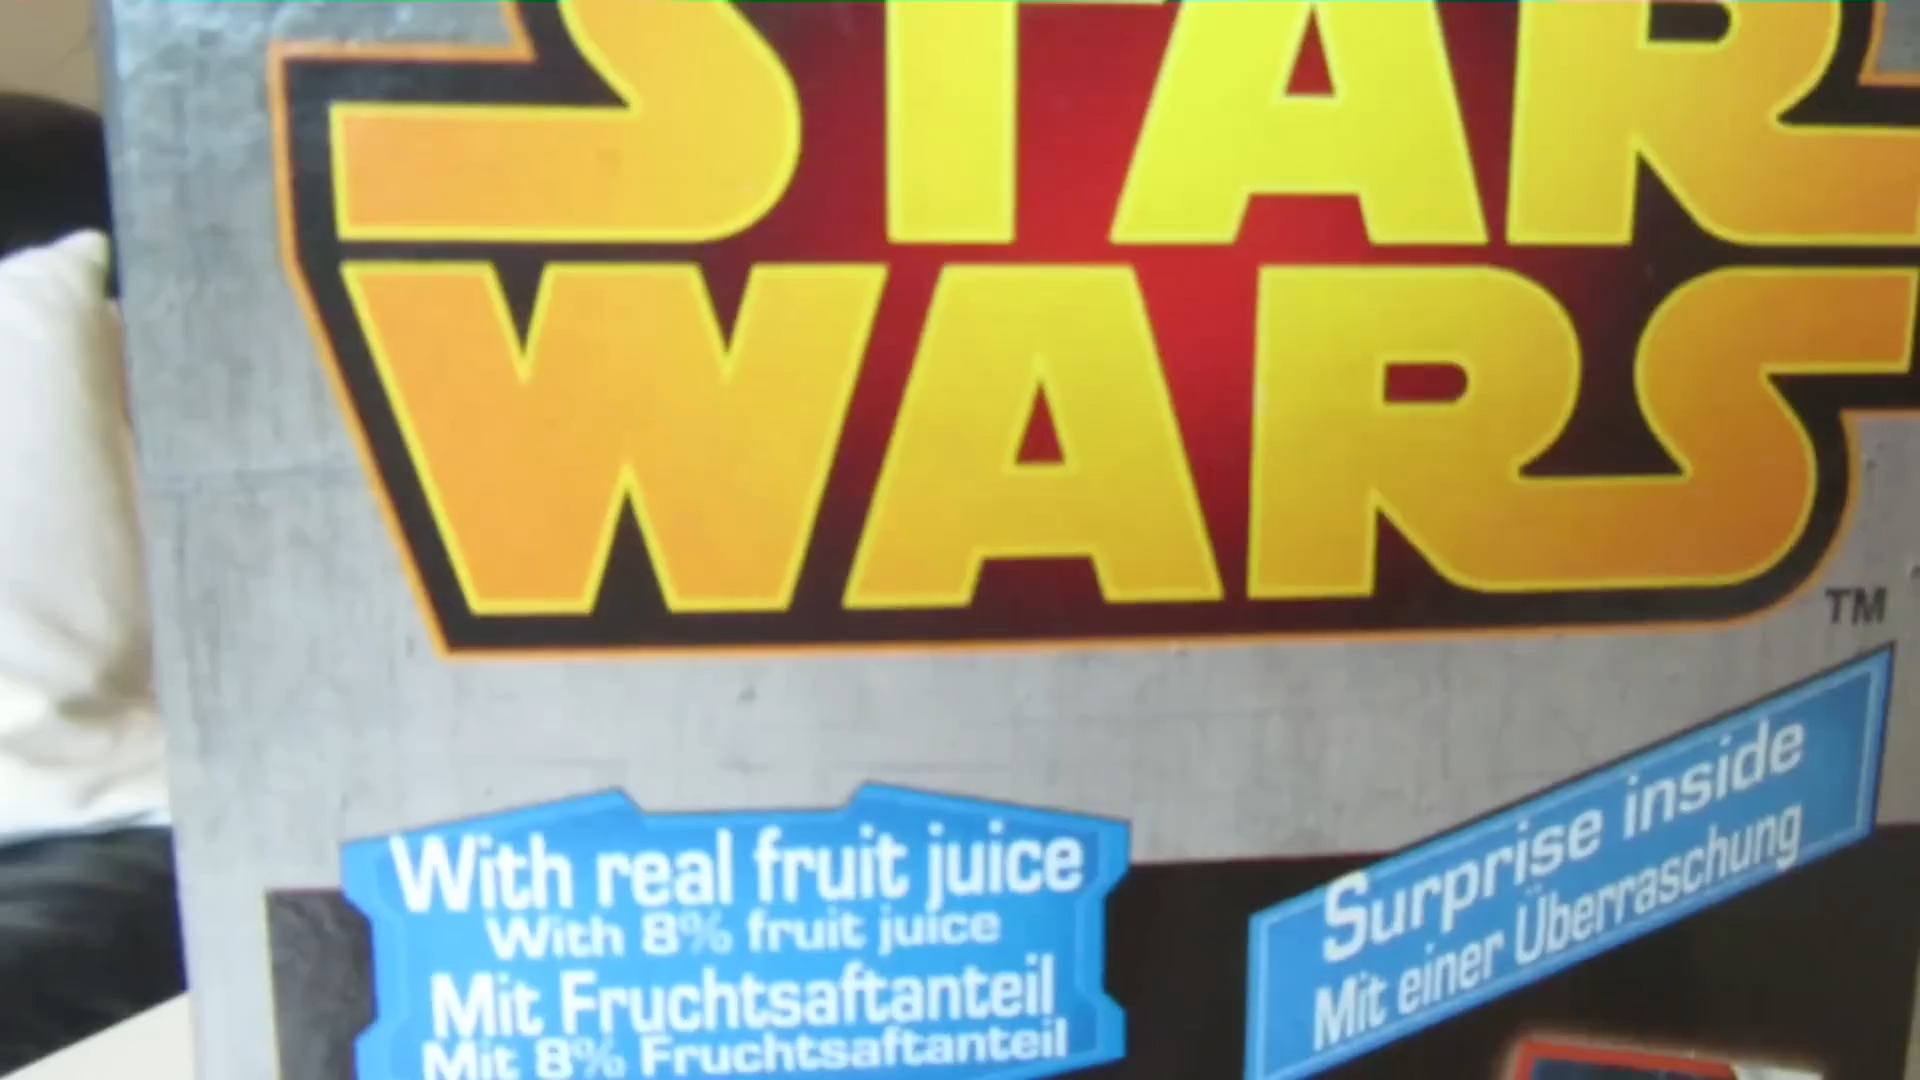 STAR
WARS
TM
With real fruit juice
With 8% fruit juice
Mit Fruchtsaftanteil
Mit 8% Fruchtsaftanteil
Surprise inside
Mit einer Überraschung